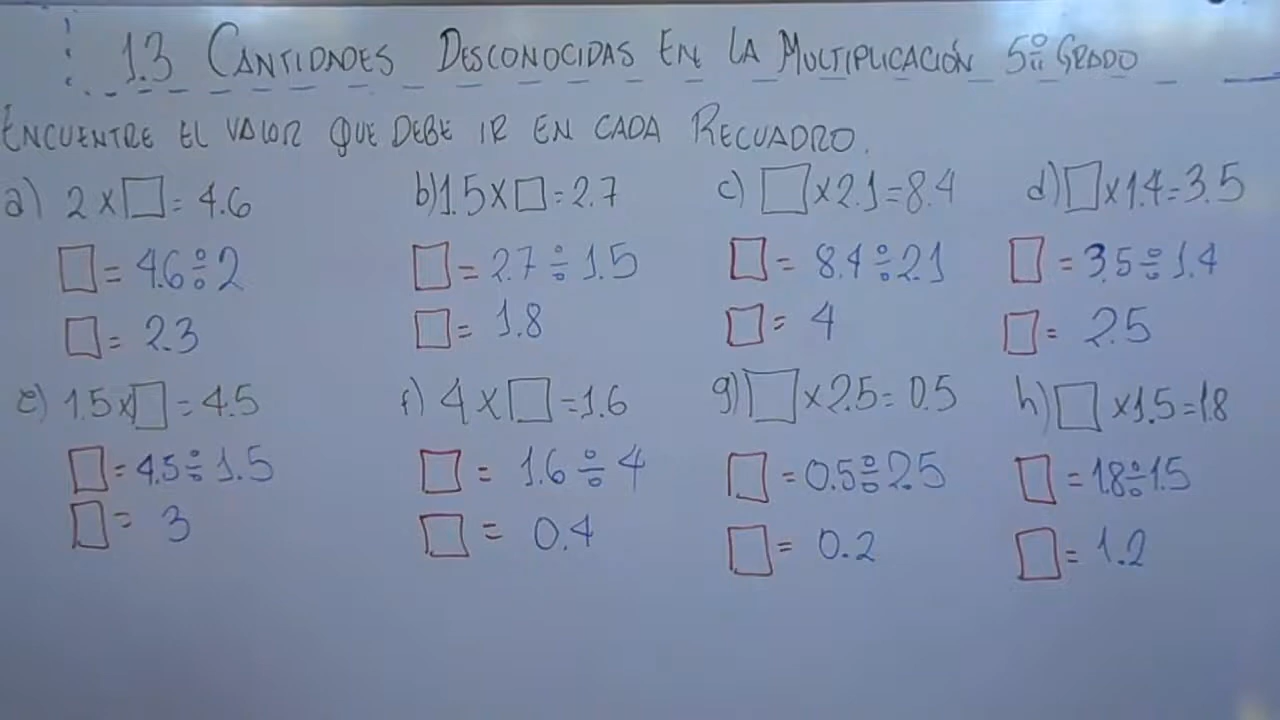 1.3 CANTIDADES DESCONOCIDAS EN LA MULTIPLICACIÓN 5º GRADO
ENCUENTRE EL VALOR QUE DEBE IR EN CADA RECUADRO.
a) 2 × □ = 4.6
□ = 4.6 ÷ 2
□ = 2.3
b) 1.5 × □ = 2.7
□ = 2.7 ÷ 1.5
□ = 1.8
c) □ × 2.1 = 8.4
□ = 8.4 ÷ 2.1
□ = 4
d) □ × 1.4 = 3.5
□ = 3.5 ÷ 1.4
□ = 2.5
e) 1.5 × □ = 4.5
□ = 4.5 ÷ 1.5
□ = 3
f) 4 × □ = 1.6
□ = 1.6 ÷ 4
□ = 0.4
g) □ × 2.5 = 0.5
□ = 0.5 ÷ 2.5
□ = 0.2
h) □ × 1.5 = 1.8
□ = 1.8 ÷ 1.5
□ = 1.2